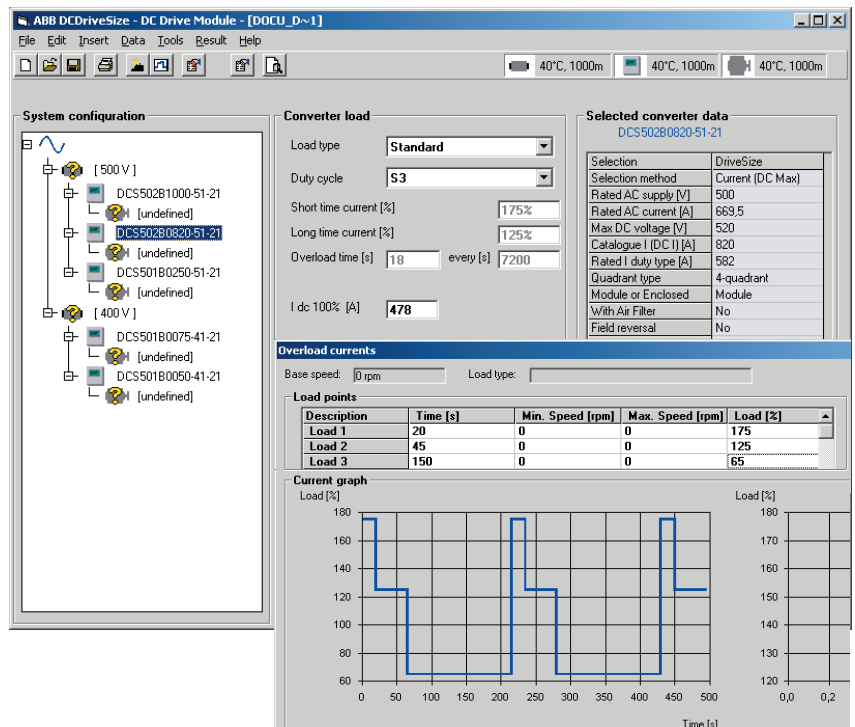 ABB DCDriveSize - DC Drive Module - [DOCU_D~1]
File Edit Insert Data Tools Result Help
40°C, 1000m 40°C, 1000m 40°C, 1000m
System configuration
[ 500 V ]
DCS502B1000-51-21
[undefined]
DCS502B0820-51-21
[undefined]
DCS501B0250-51-21
[undefined]
[ 400 V ]
DCS501B0075-41-21
[undefined]
DCS501B0050-41-21
[undefined]
Converter load
Load type Standard
Duty cycle S3
Short time current [%] 175%
Long time current [%] 125%
Overload time [s] 18 every [s] 7200
I dc 100% [A] 478
Selected converter data
DCS502B0820-51-21
Selection DriveSize
Selection method Current (DC Max)
Rated AC supply [V] 500
Rated AC current [A] 669,5
Max DC voltage [V] 520
Catalogue I (DC I) [A] 820
Rated I duty type [A] 582
Quadrant type 4-quadrant
Module or Enclosed Module
With Air Filter No
Field reversal No
Overload currents
Base speed: 0 rpm Load type:
Load points
Description Time [s] Min. Speed [rpm] Max. Speed [rpm] Load [%]
Load 1 20 0 0 175
Load 2 45 0 0 125
Load 3 150 0 0 65
Current graph
Load [%] Load [%]
180 180
160 170
140 160
120 150
100 140
80 130
60 120
0 50 100 150 200 250 300 350 400 450 500 0,0 0,2
Time [s]